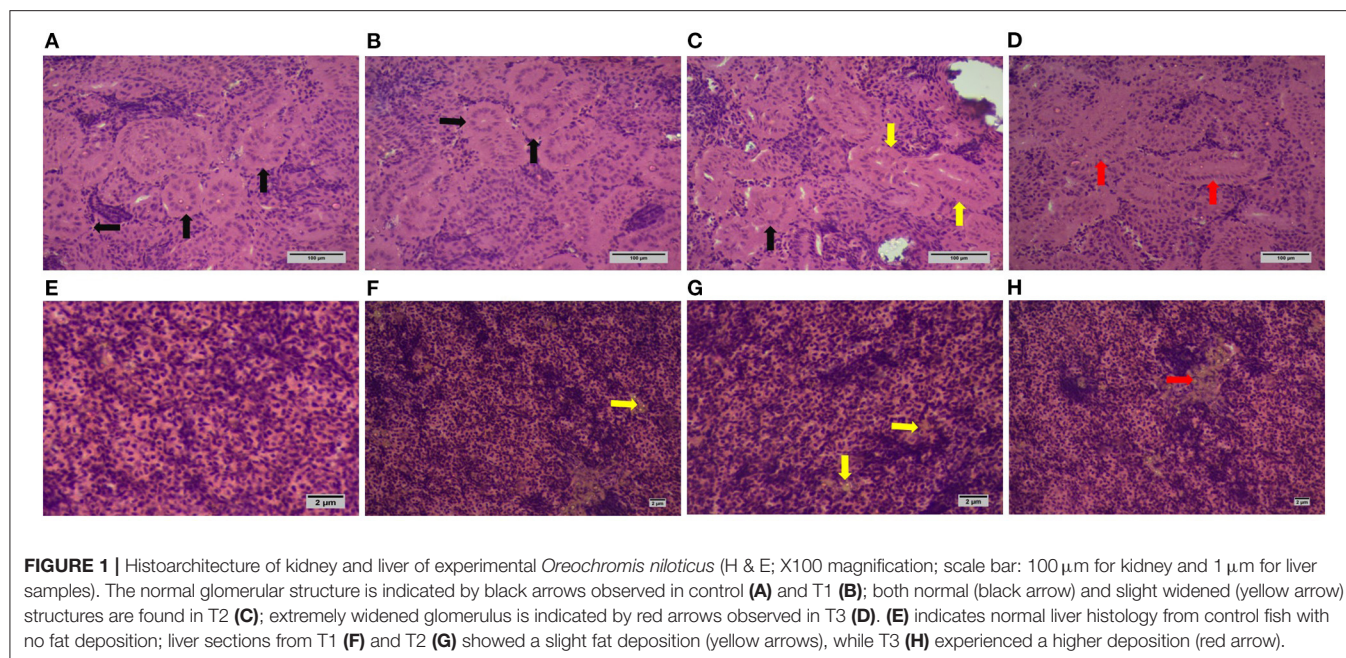 A
B
C
D
100 µm
100 µm
100 µm
100 µm
E
F
G
H
2 µm
2 µm
2 µm
2 µm
FIGURE 1 | Histoarchitecture of kidney and liver of experimental Oreochromis niloticus (H & E; X100 magnification; scale bar: 100 µm for kidney and 1 µm for liver
samples). The normal glomerular structure is indicated by black arrows observed in control (A) and T1 (B); both normal (black arrow) and slight widened (yellow arrow)
structures are found in T2 (C); extremely widened glomerulus is indicated by red arrows observed in T3 (D). (E) indicates normal liver histology from control fish with
no fat deposition; liver sections from T1 (F) and T2 (G) showed a slight fat deposition (yellow arrows), while T3 (H) experienced a higher deposition (red arrow).